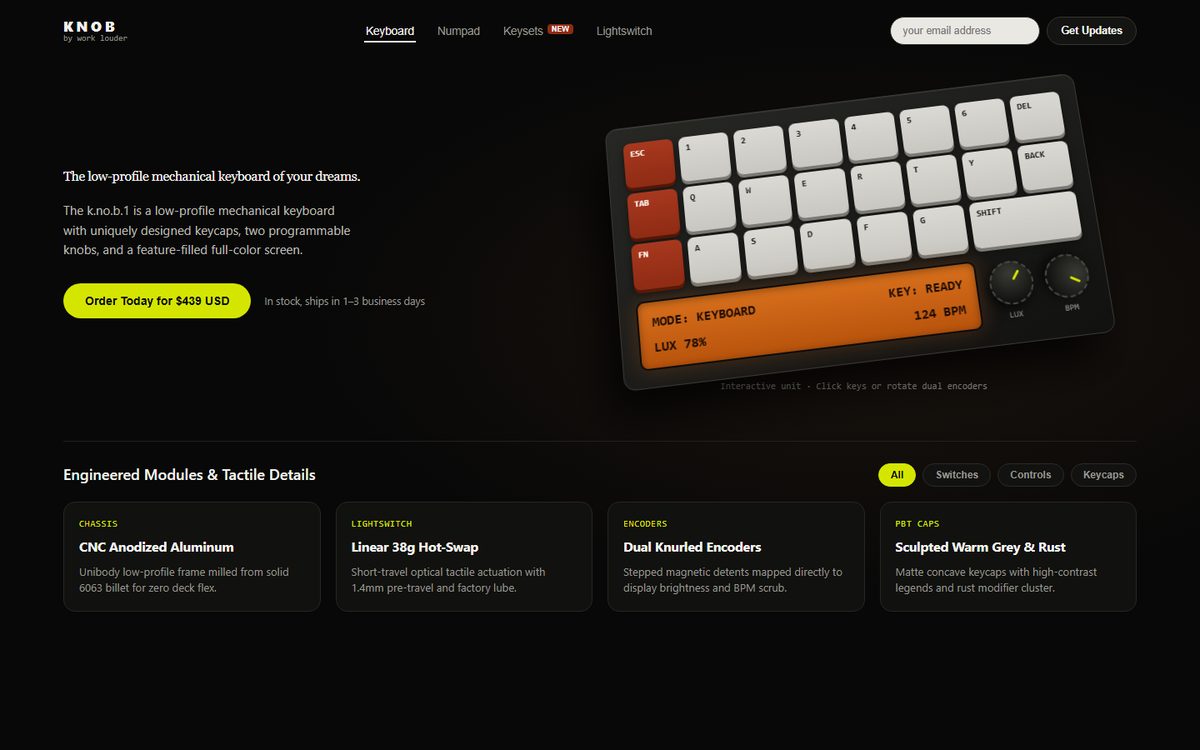 KNOB
by work louder
Keyboard Numpad Keysets NEW Lightswitch
your email address Get Updates
The low-profile mechanical keyboard of your dreams.
The k.no.b.1 is a low-profile mechanical keyboard
with uniquely designed keycaps, two programmable
knobs, and a feature-filled full-color screen.
Order Today for $439 USD In stock, ships in 1–3 business days
ESC 1 2 3 4 5 6 DEL
TAB Q W E R T Y BACK
FN A S D F G SHIFT
MODE: KEYBOARD KEY: READY
LUX 78% 124 BPM
LUX BPM
Interactive unit · Click keys or rotate dual encoders
Engineered Modules & Tactile Details
All Switches Controls Keycaps
CHASSIS
CNC Anodized Aluminum
Unibody low-profile frame milled from solid
6063 billet for zero deck flex.
LIGHTSWITCH
Linear 38g Hot-Swap
Short-travel optical tactile actuation with
1.4mm pre-travel and factory lube.
ENCODERS
Dual Knurled Encoders
Stepped magnetic detents mapped directly to
display brightness and BPM scrub.
PBT CAPS
Sculpted Warm Grey & Rust
Matte concave keycaps with high-contrast
legends and rust modifier cluster.